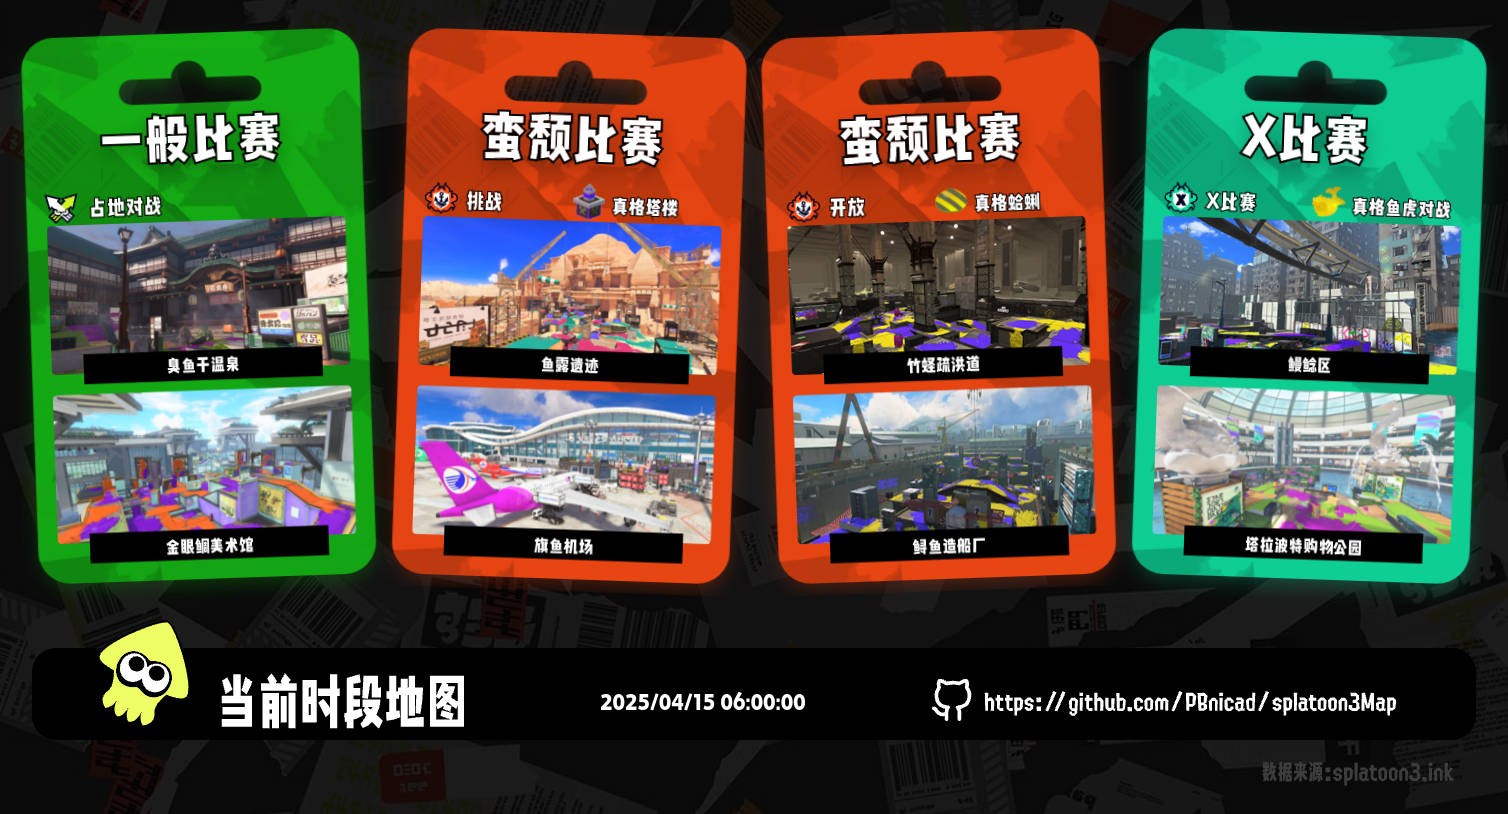 一般比赛
占地对战
臭鱼干温泉
金眼鲷美术馆
蛮颓比赛
挑战
真格塔楼
鱼露遗迹
旗鱼机场
蛮颓比赛
开放
真格蛤蜊
竹蛏疏洪道
鲟鱼造船厂
X比赛
X比赛
真格鱼虎对战
鳗鲶区
塔拉波特购物公园
当前时段地图
2025/04/15 06:00:00
https://github.com/PBnicad/splatoon3Map
数据来源:splatoon3.ink